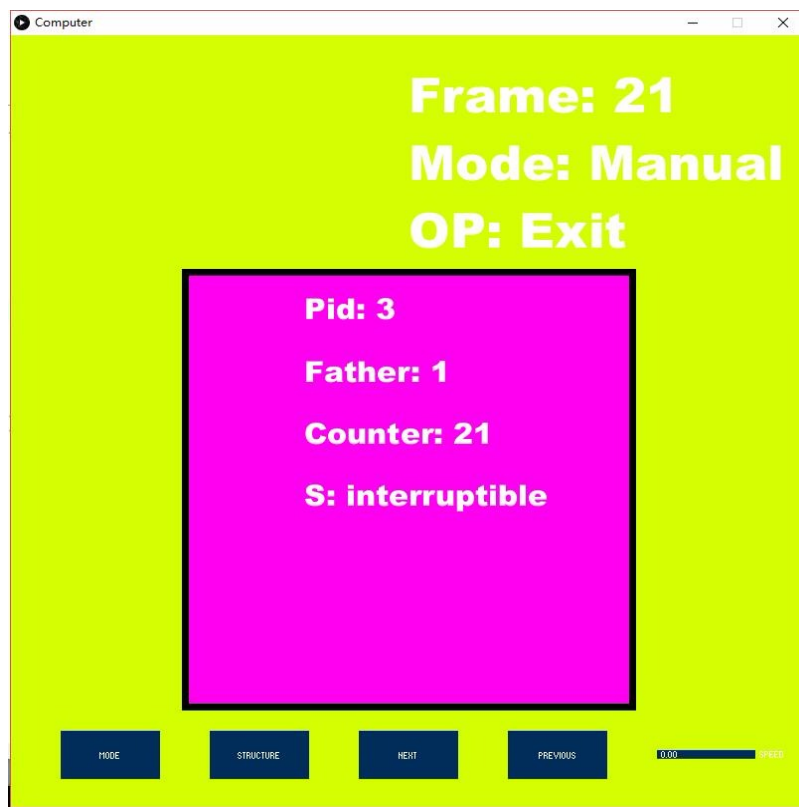 Computer
Frame: 21
Mode: Manual
OP: Exit
Pid: 3
Father: 1
Counter: 21
S: interruptible
MODE
STRUCTURE
NEXT
PREVIOUS
0.00 SPEED